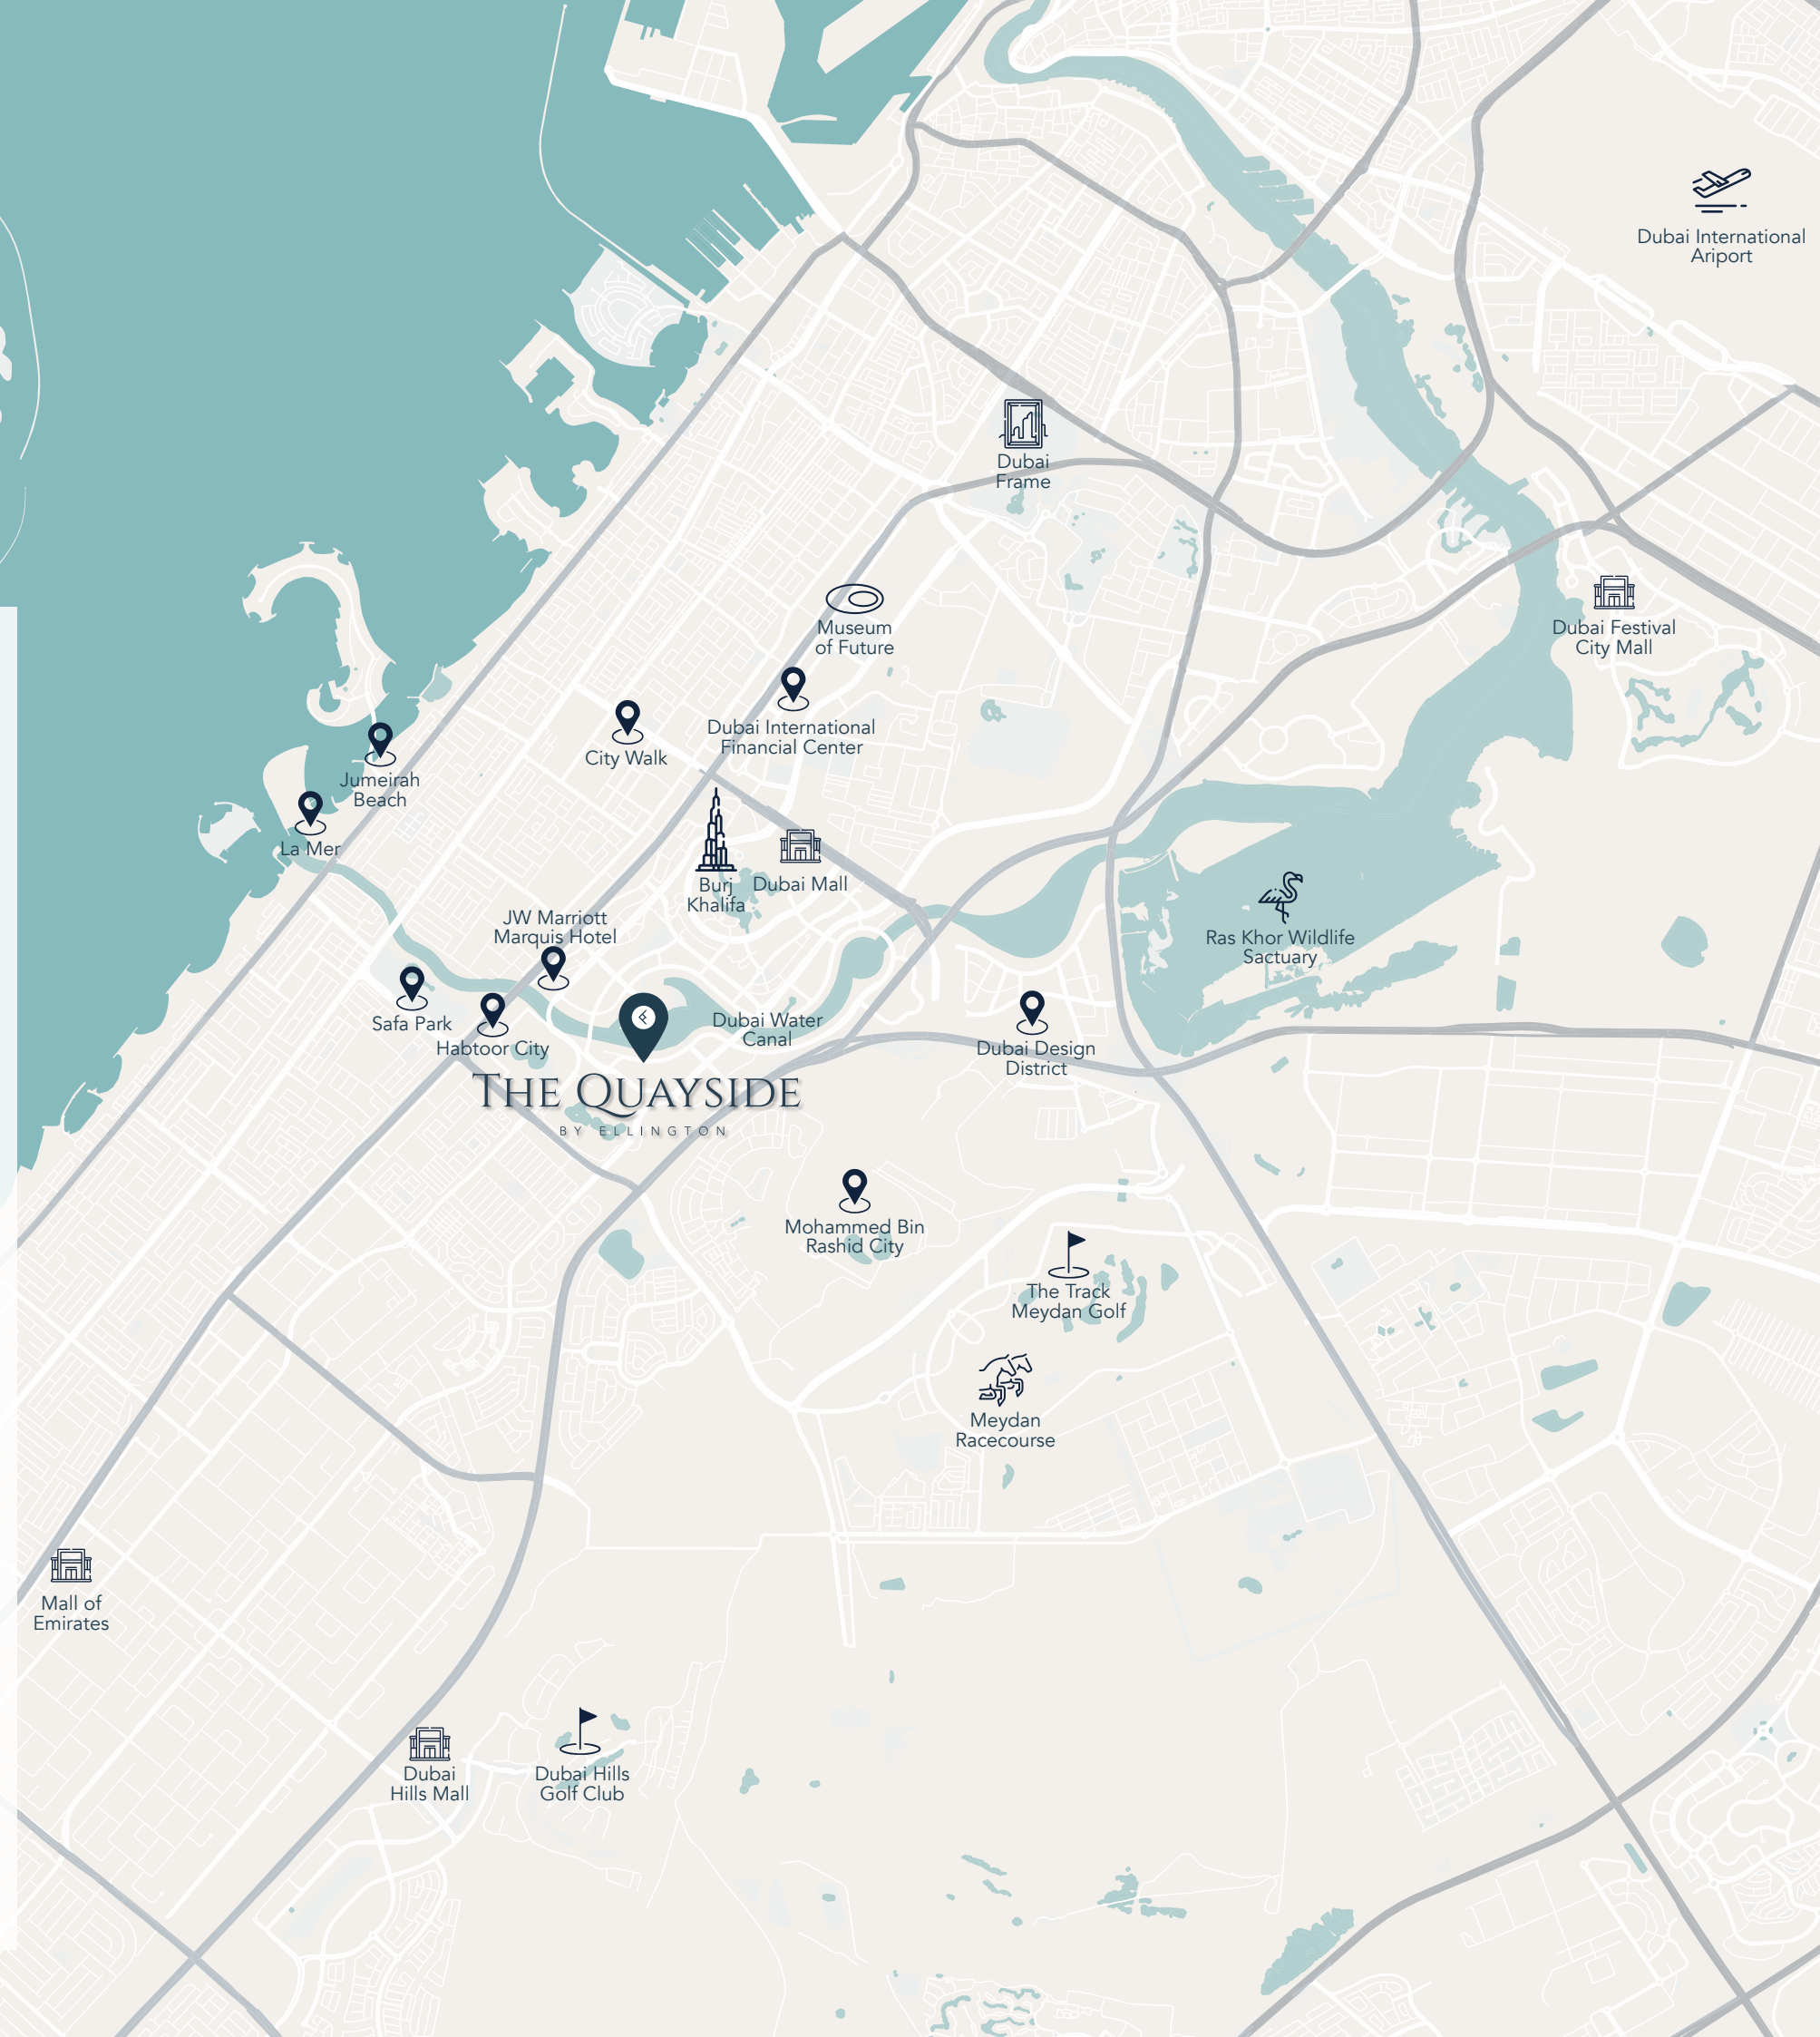 Dubai International
Ariport
Dubai
Frame
Museum
of Future
Dubai Festival
City Mall
Dubai International
Financial Center
City Walk
Jumeirah
Beach
La Mer
Burj
Khalifa
Dubai Mall
JW Marriott
Marquis Hotel
Ras Khor Wildlife
Sactuary
Safa Park
Habtoor City
Dubai Water
Canal
Dubai Design
District
THE QUAYSIDE
BY ELLINGTON
Mohammed Bin
Rashid City
The Track
Meydan Golf
Meydan
Racecourse
Mall of
Emirates
Dubai
Hills Mall
Dubai Hills
Golf Club